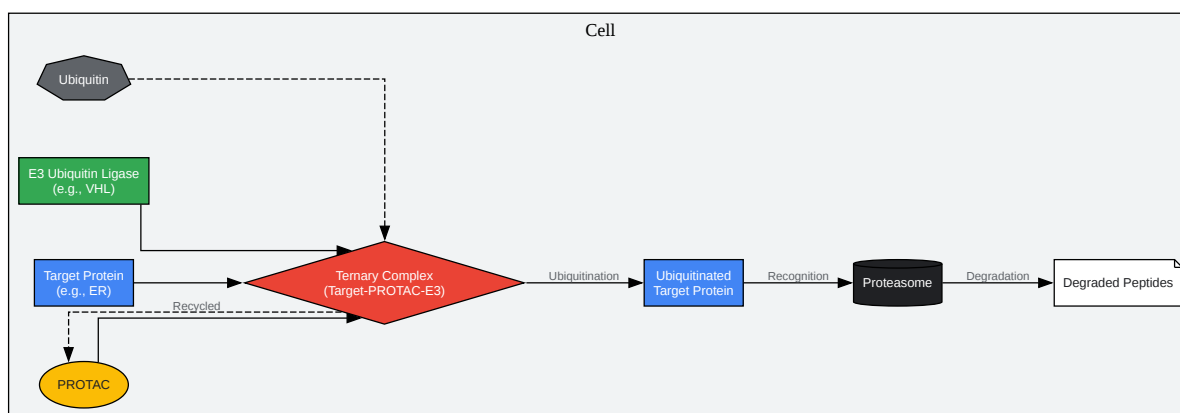 Cell
Ubiquitin
E3 Ubiquitin Ligase
(e.g., VHL)
Target Protein
(e.g., ER)
Recycled
PROTAC
Ternary Complex
(Target-PROTAC-E3)
Ubiquitination
Ubiquitinated
Target Protein
Recognition
Proteasome
Degradation
Degraded Peptides